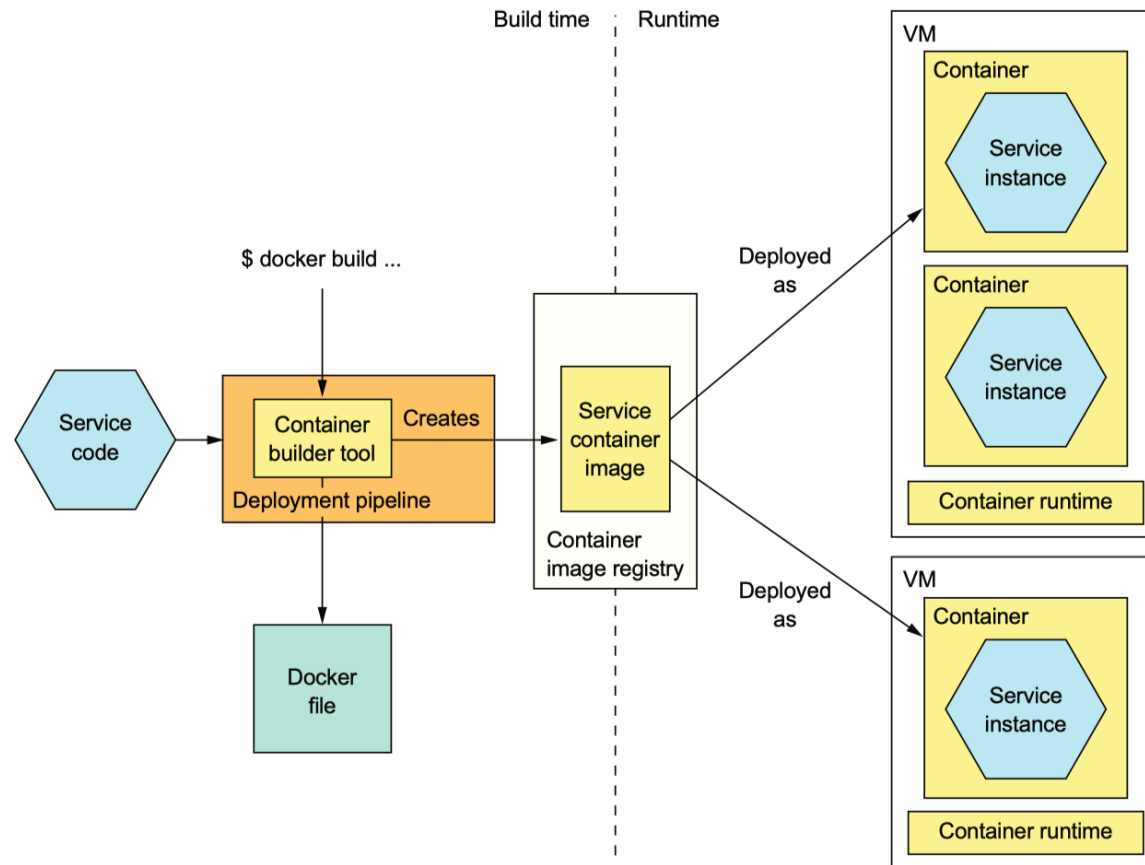 Build time
Runtime
$ docker build ...
Service
code
Container
builder tool
Creates
Deployment pipeline
Docker
file
Service
container
image
Container
image registry
Deployed
as
Deployed
as
VM
Container
Service
instance
Container
Service
instance
Container runtime
VM
Container
Service
instance
Container runtime